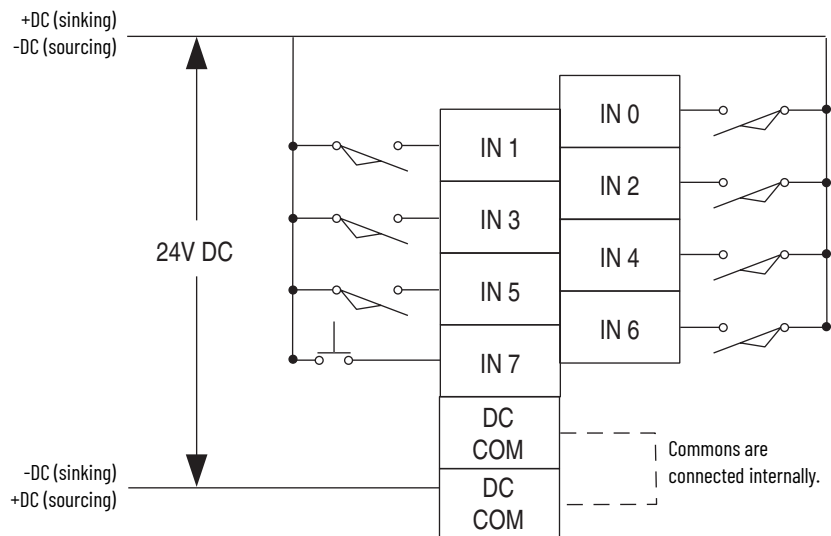 +DC (sinking)
-DC (sourcing)
IN 0
IN 1
IN 2
IN 3
24V DC
IN 4
IN 5
IN 6
IN 7
DC
COM
Commons are
connected internally.
-DC (sinking)
+DC (sourcing)
DC
COM